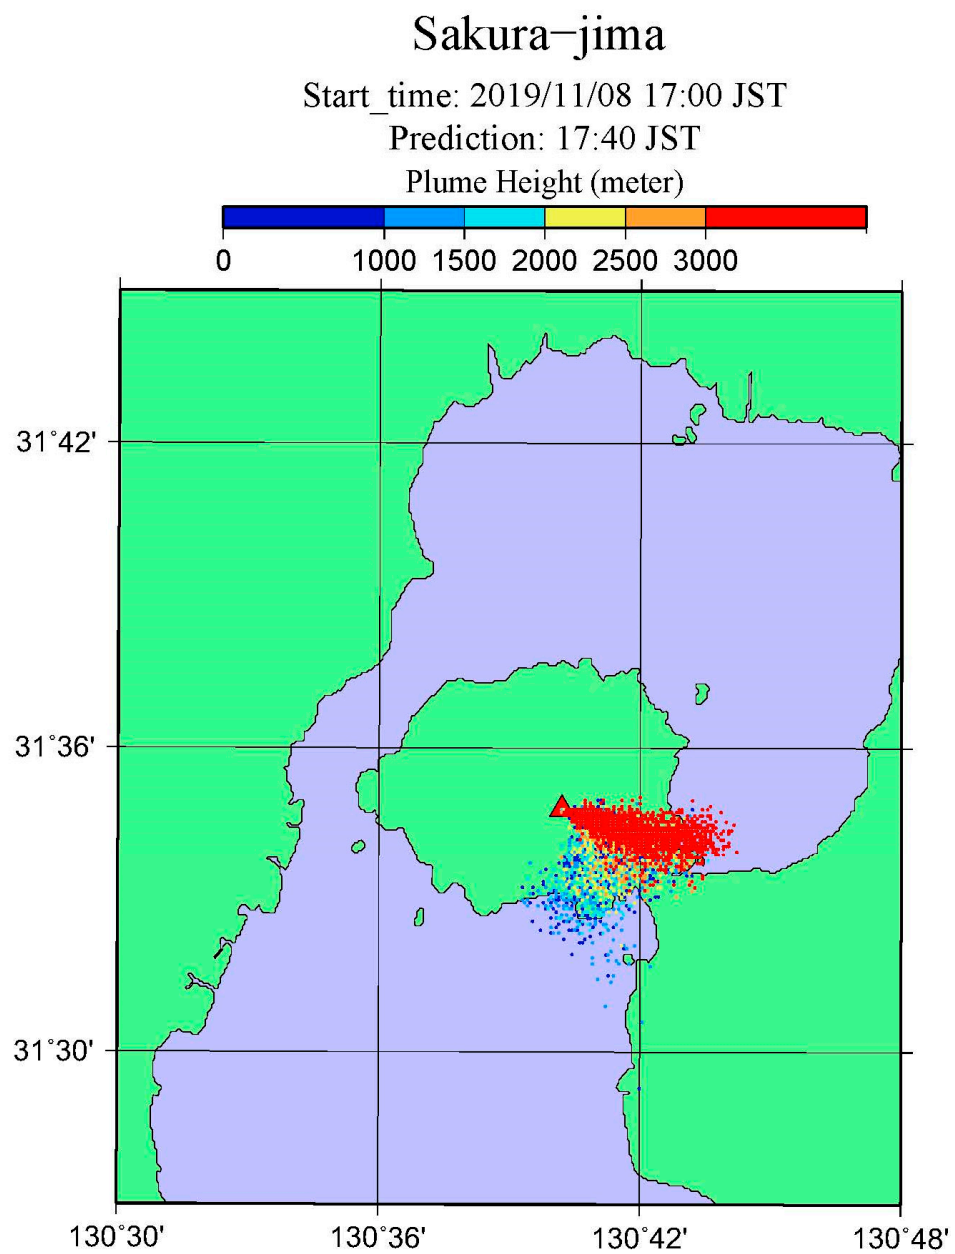 Sakura−jima
Start_time: 2019/11/08 17:00 JST
Prediction: 17:40 JST
Plume Height (meter)
0 1000 1500 2000 2500 3000
31˚42'
31˚36'
31˚30'
130˚30' 130˚36' 130˚42' 130˚48'